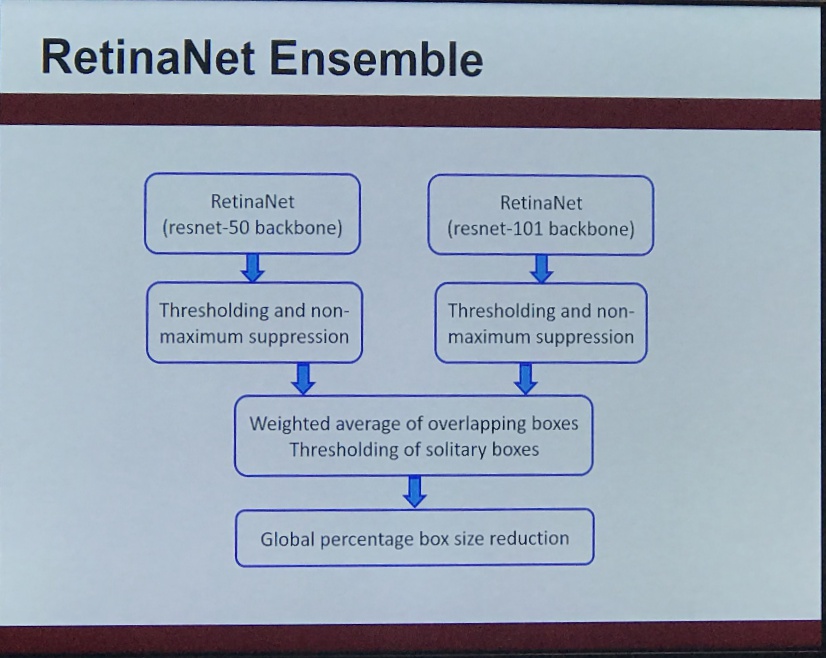 RetinaNet Ensemble
RetinaNet
(resnet-50 backbone)
RetinaNet
(resnet-101 backbone)
Thresholding and non-
maximum suppression
Thresholding and non-
maximum suppression
Weighted average of overlapping boxes
Thresholding of solitary boxes
Global percentage box size reduction